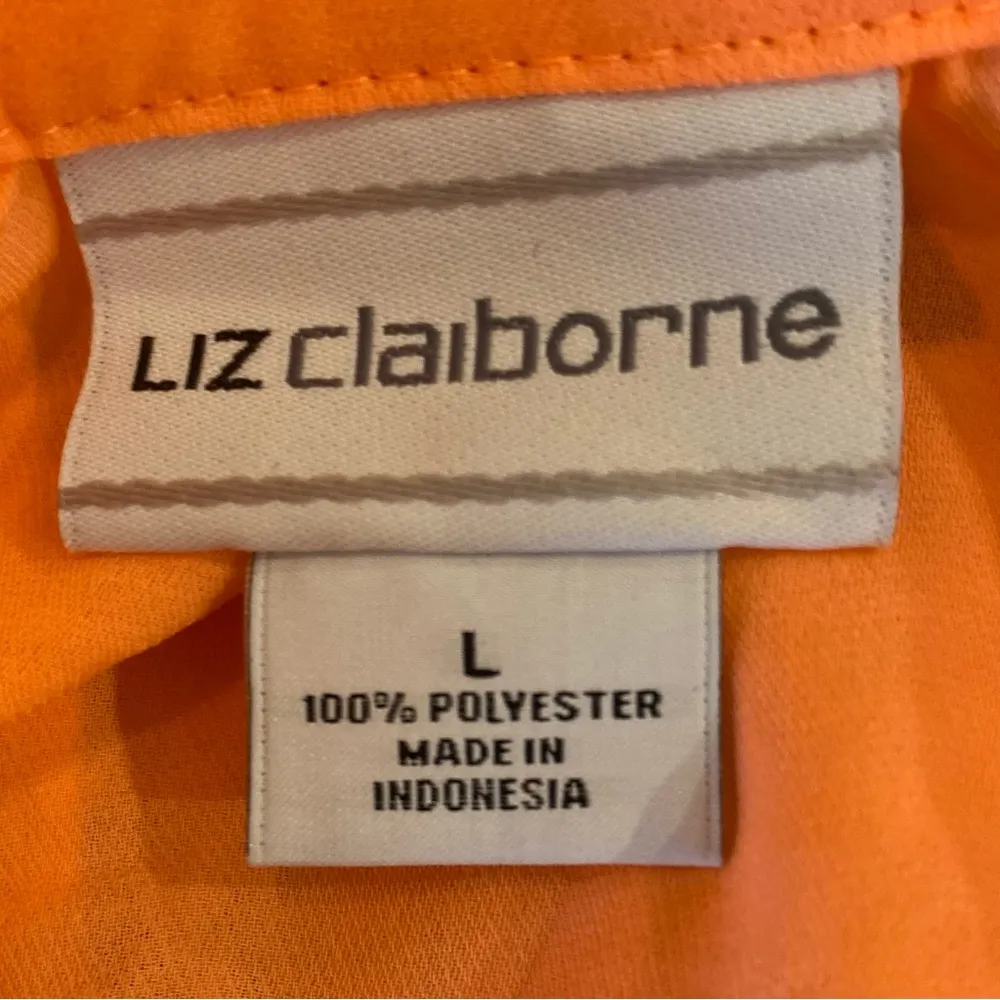 LIZ claiborne
L
100% POLYESTER
MADE IN
INDONESIA